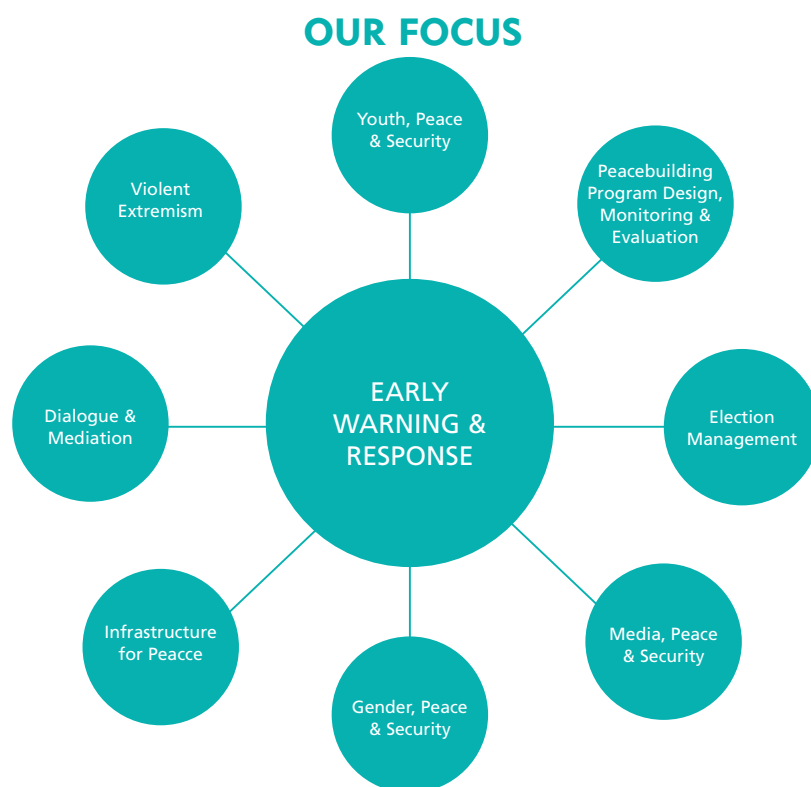 OUR FOCUS
Youth, Peace
& Security
Peacebuilding
Program Design,
Monitoring &
Evaluation
Violent
Extremism
EARLY
WARNING &
RESPONSE
Dialogue &
Mediation
Election
Management
Infrastructure
for Peacce
Media, Peace
& Security
Gender, Peace
& Security